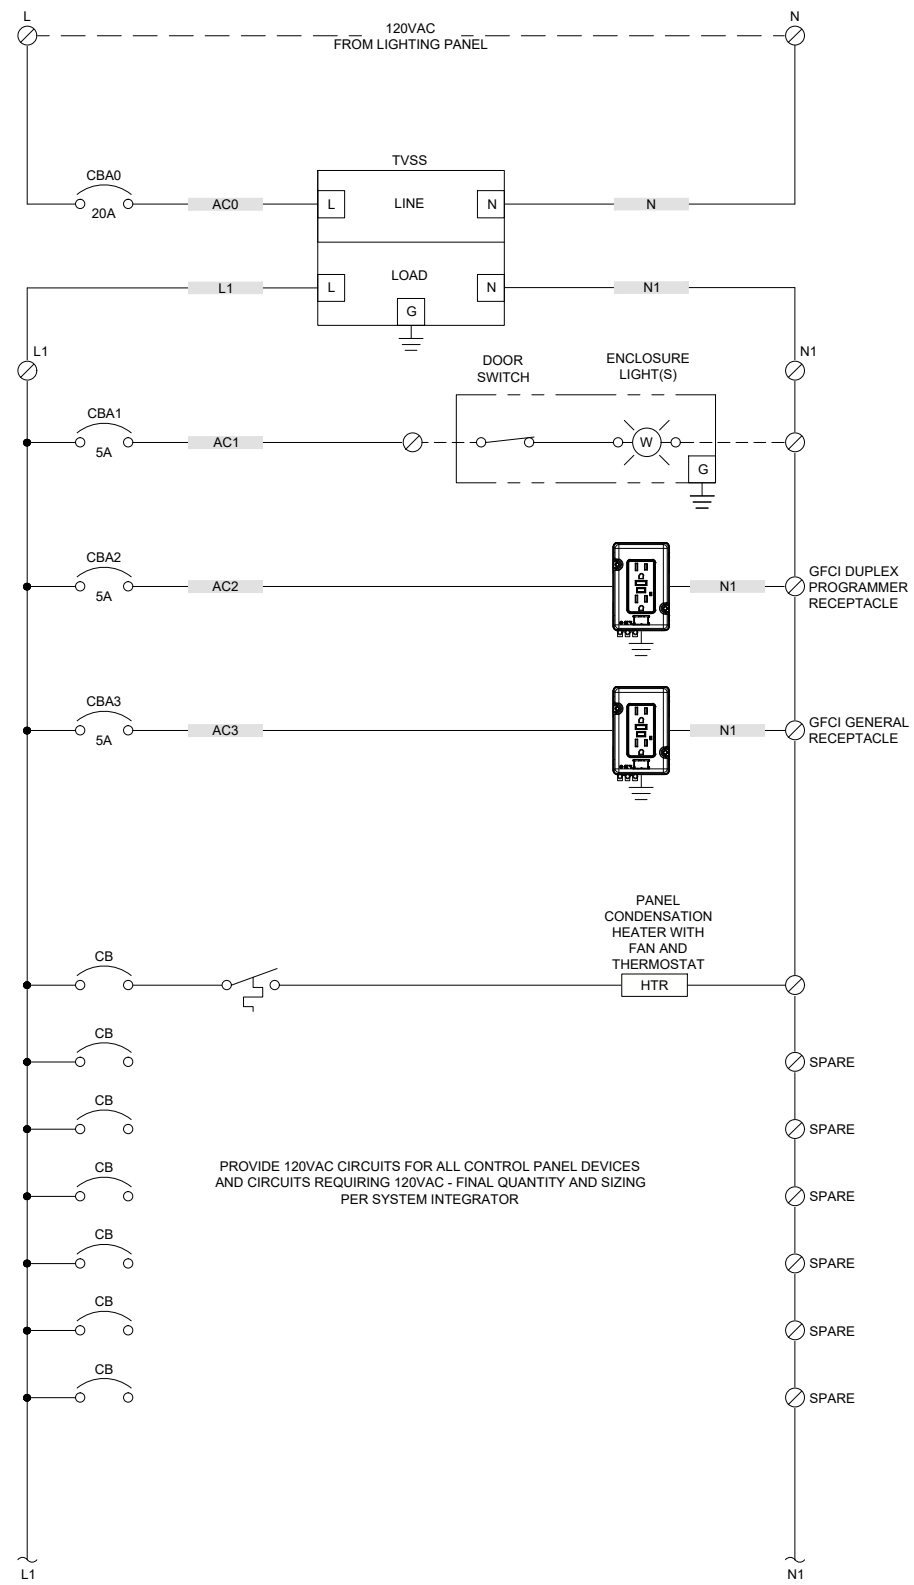 L
N
120VAC
FROM LIGHTING PANEL
TVSS
CBA0
20A
AC0
L
LINE
N
N
LOAD
L1
L
N
N1
G
L1
N1
DOOR
SWITCH
ENCLOSURE
LIGHT(S)
CBA1
5A
AC1
W
G
CBA2
5A
AC2
N1
GFCI DUPLEX
PROGRAMMER
RECEPTACLE
CBA3
5A
AC3
N1
GFCI GENERAL
RECEPTACLE
PANEL
CONDENSATION
HEATER WITH
FAN AND
THERMOSTAT
CB
HTR
CB
SPARE
CB
SPARE
PROVIDE 120VAC CIRCUITS FOR ALL CONTROL PANEL DEVICES
AND CIRCUITS REQUIRING 120VAC - FINAL QUANTITY AND SIZING
PER SYSTEM INTEGRATOR
CB
SPARE
CB
SPARE
CB
SPARE
CB
SPARE
L1
N1